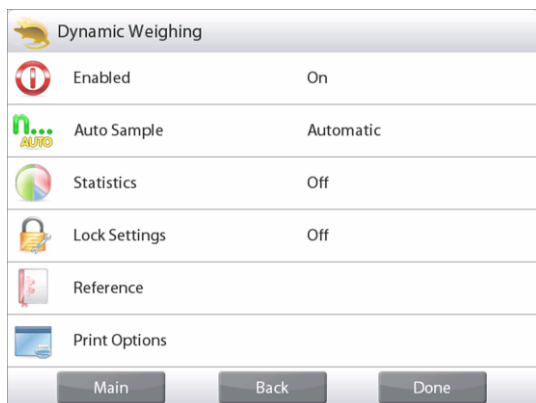 Dynamic Weighing
Enabled On
n... AUTO
Auto Sample Automatic
Statistics Off
Lock Settings Off
Reference
Print Options
Main Back Done